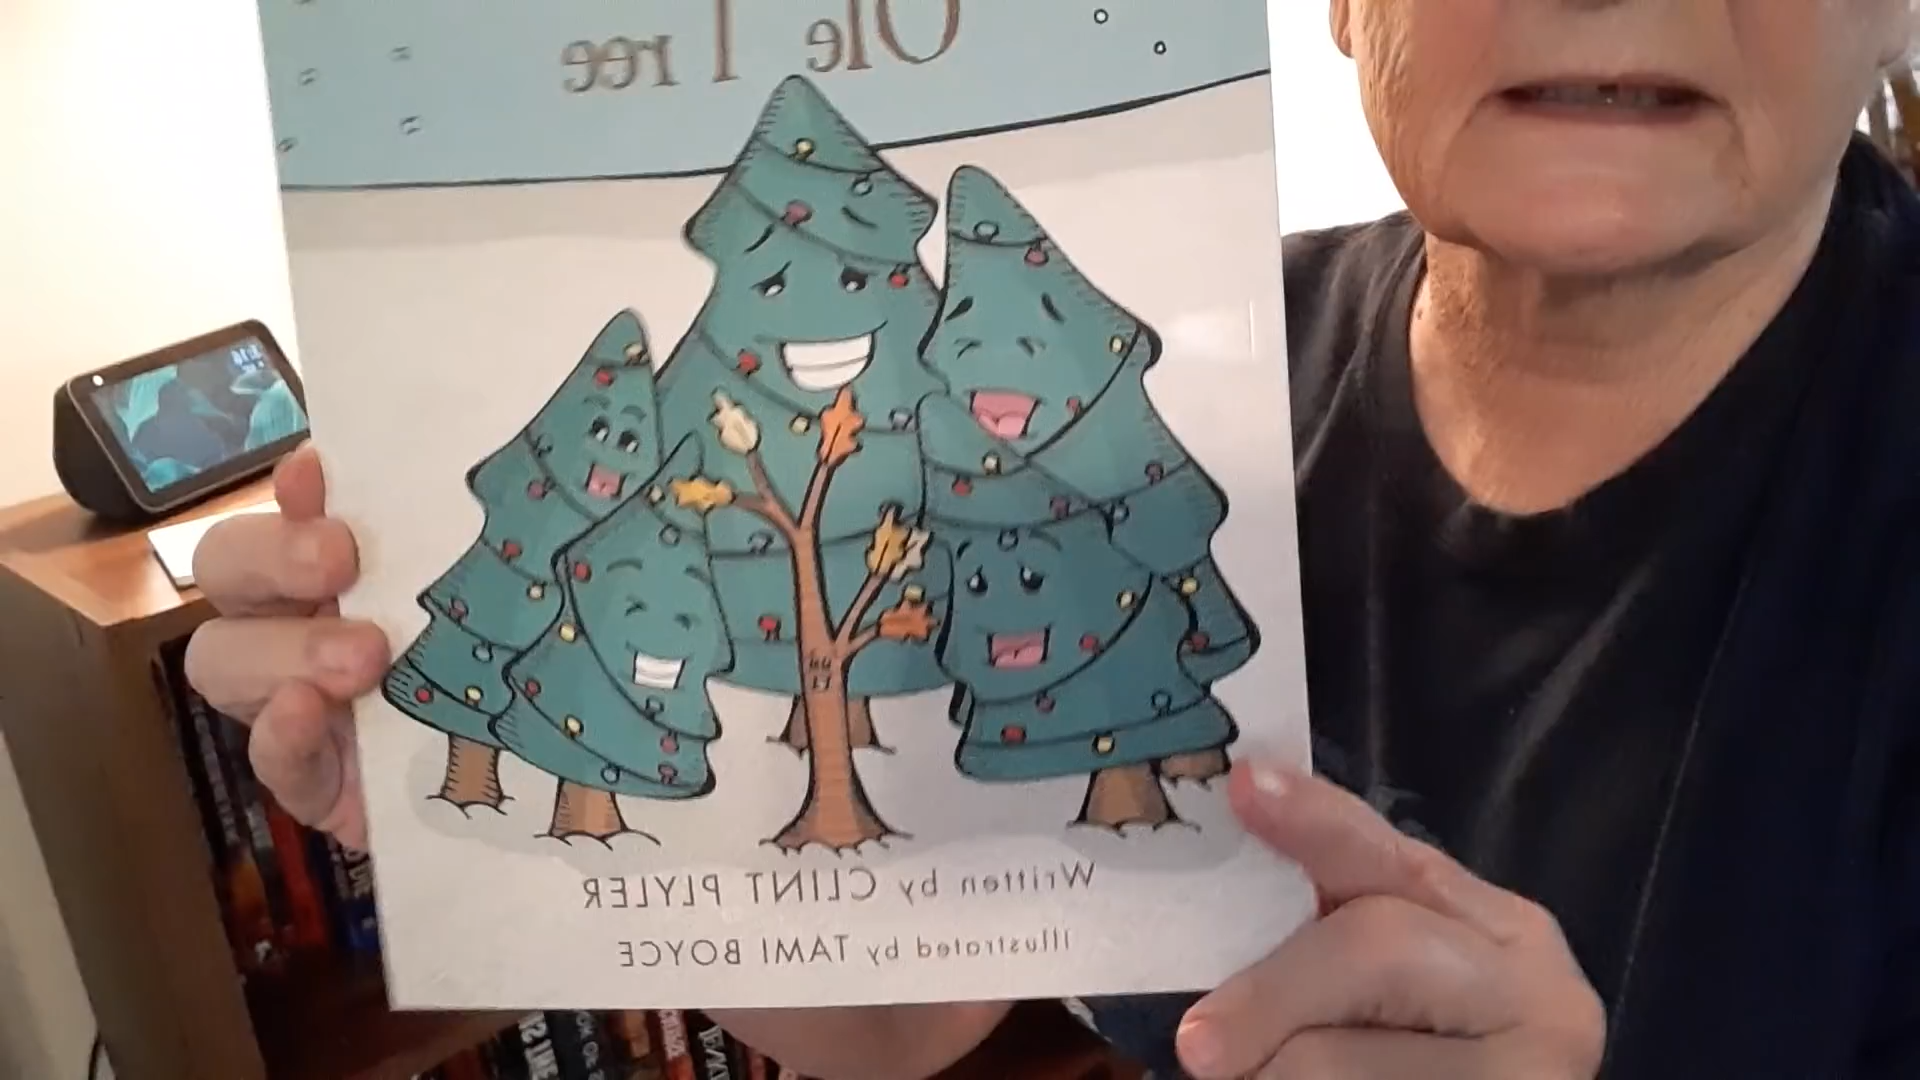 Ole Tree
Written by CLINT PLYLER
Illustrated by TAMI BOYCE